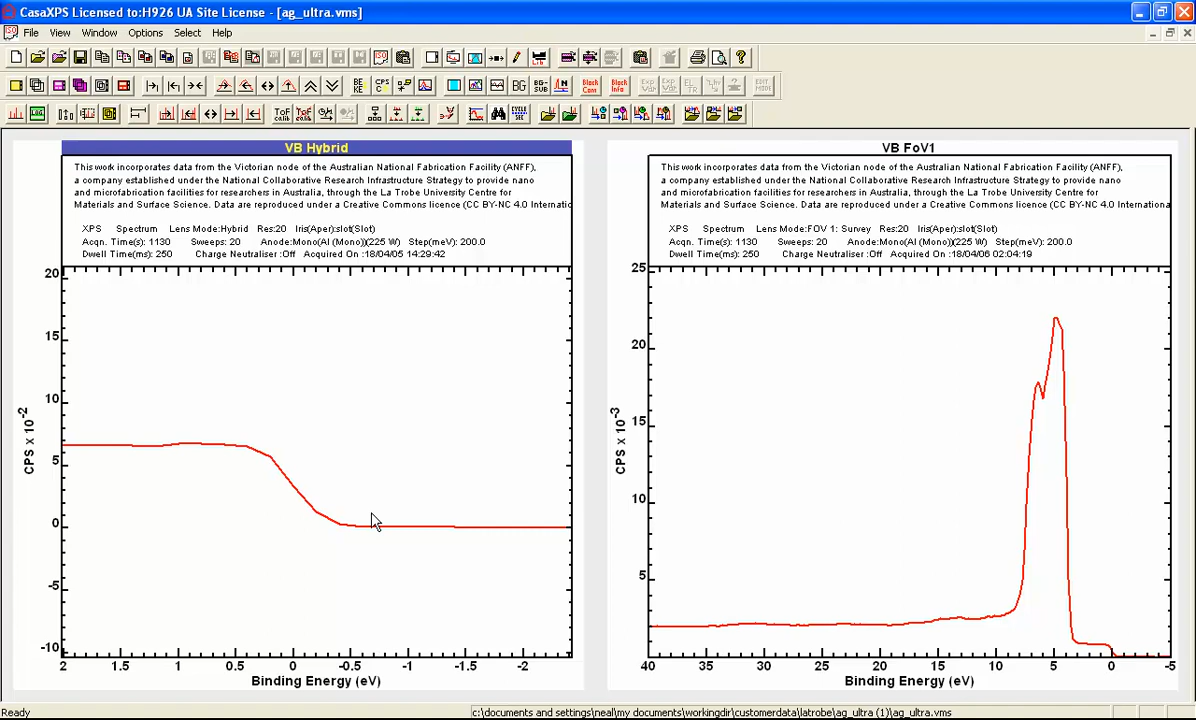 CasaXPS Licensed to:H926 UA Site License - [ag_ultra.vms]
File View Window Options Select Help
VB Hybrid
This work incorporates data from the Victorian node of the Australian National Fabrication Facility (ANFF),
a company established under the National Collaborative Research Infrastructure Strategy to provide nano
and microfabrication facilities for researchers in Australia, through the La Trobe University Centre for
Materials and Surface Science. Data are reproduced under a Creative Commons licence (CC BY-NC 4.0 Internatio
XPS Spectrum Lens Mode:Hybrid Res:20 Iris(Aper):slot(Slot)
Acqn. Time(s): 1130 Sweeps: 20 Anode:Mono(Al (Mono))(225 W) Step(meV): 200.0
Dwell Time(ms): 250 Charge Neutraliser :Off Acquired On :18/04/05 14:29:42
20
15
10
5
0
-5
-10
CPS x 10⁻²
2 1.5 1 0.5 0 -0.5 -1 -1.5 -2
Binding Energy (eV)
VB FoV1
This work incorporates data from the Victorian node of the Australian National Fabrication Facility (ANFF),
a company established under the National Collaborative Research Infrastructure Strategy to provide nano
and microfabrication facilities for researchers in Australia, through the La Trobe University Centre for
Materials and Surface Science. Data are reproduced under a Creative Commons licence (CC BY-NC 4.0 Internationa
XPS Spectrum Lens Mode:FOV 1: Survey Res:20 Iris(Aper):slot(Slot)
Acqn. Time(s): 1130 Sweeps: 20 Anode:Mono(Al (Mono))(225 W) Step(meV): 200.0
Dwell Time(ms): 250 Charge Neutraliser :Off Acquired On :18/04/06 02:04:19
25
20
15
10
5
CPS x 10⁻³
40 35 30 25 20 15 10 5 0 -5
Binding Energy (eV)
Ready
c:\documents and settings\neal\my documents\workingdir\customerdata\latrobe\ag_ultra (1)\ag_ultra.vms